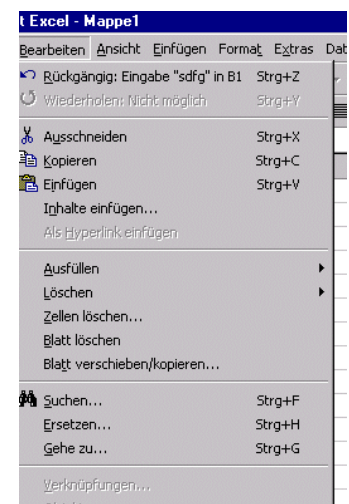 t Excel - Mappe1
Bearbeiten Ansicht Einfügen Format Extras Dat
Rückgängig: Eingabe "sdfg" in B1 Strg+Z
Wiederholen: Nicht möglich Strg+Y
Ausschneiden Strg+X
Kopieren Strg+C
Einfügen Strg+V
Inhalte einfügen...
Als Hyperlink einfügen
Ausfüllen
Löschen
Zellen löschen...
Blatt löschen
Blatt verschieben/kopieren...
Suchen... Strg+F
Ersetzen... Strg+H
Gehe zu... Strg+G
Verknüpfungen...